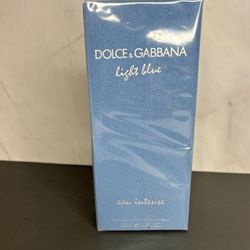 DOLCE & GABBANA
light blue
eau intense